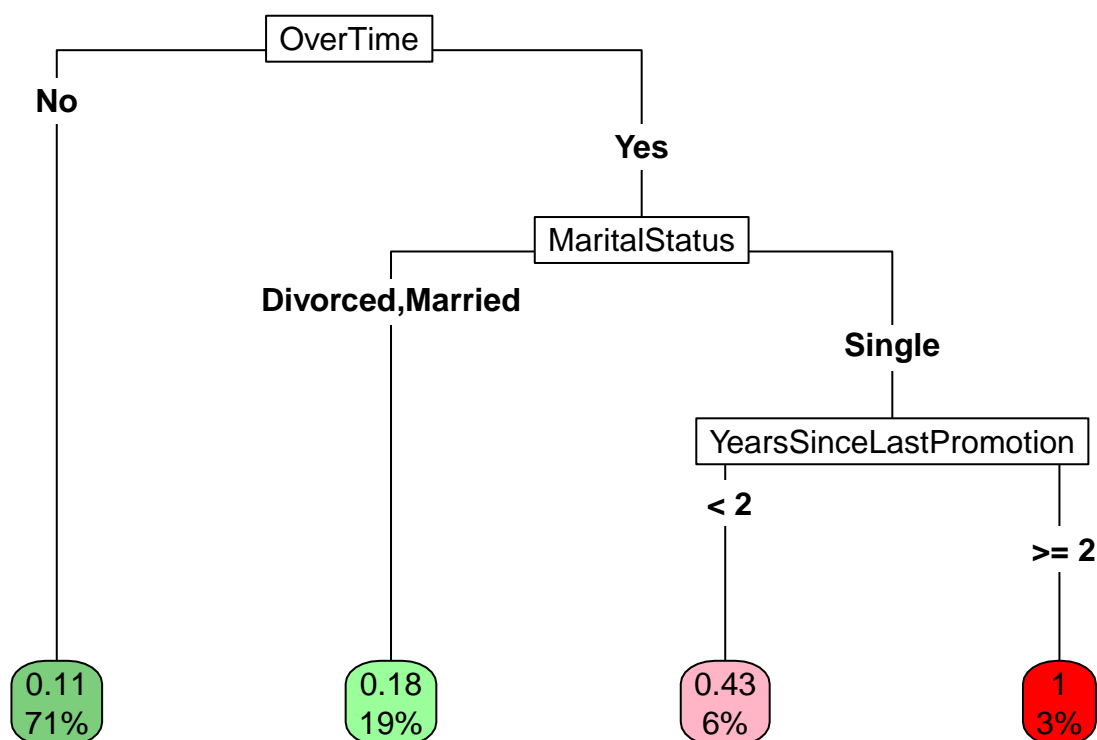 OverTime
No
Yes
MaritalStatus
Divorced,Married
Single
YearsSinceLastPromotion
< 2
>= 2
0.11
71%
0.18
19%
0.43
6%
1
3%